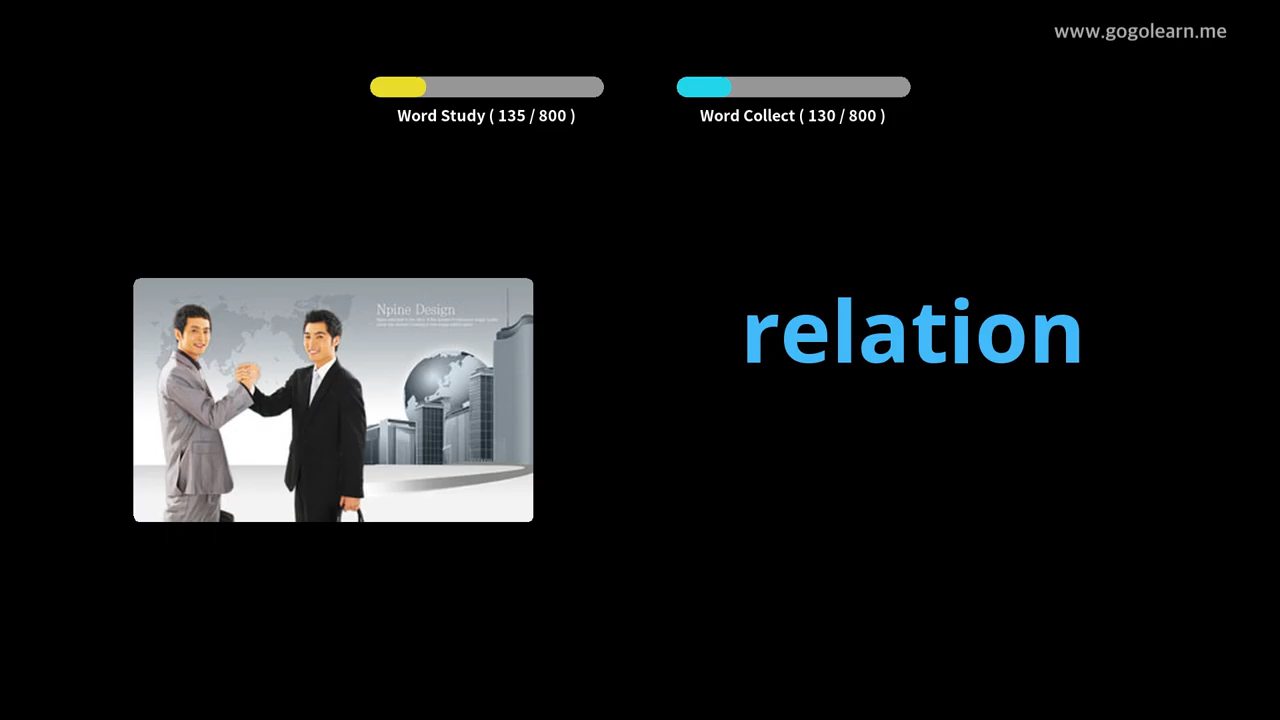 www.gogolearn.me
Word Study ( 135 / 800 )
Word Collect ( 130 / 800 )
Npine Design
relation